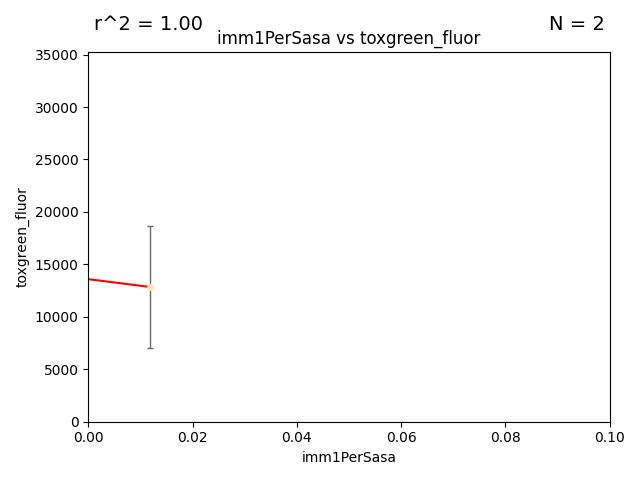 r^2 = 1.00
N = 2
imm1PerSasa vs toxgreen_fluor
35000
30000
25000
20000
15000
10000
5000
0
toxgreen_fluor
0.00 0.02 0.04 0.06 0.08 0.10
imm1PerSasa